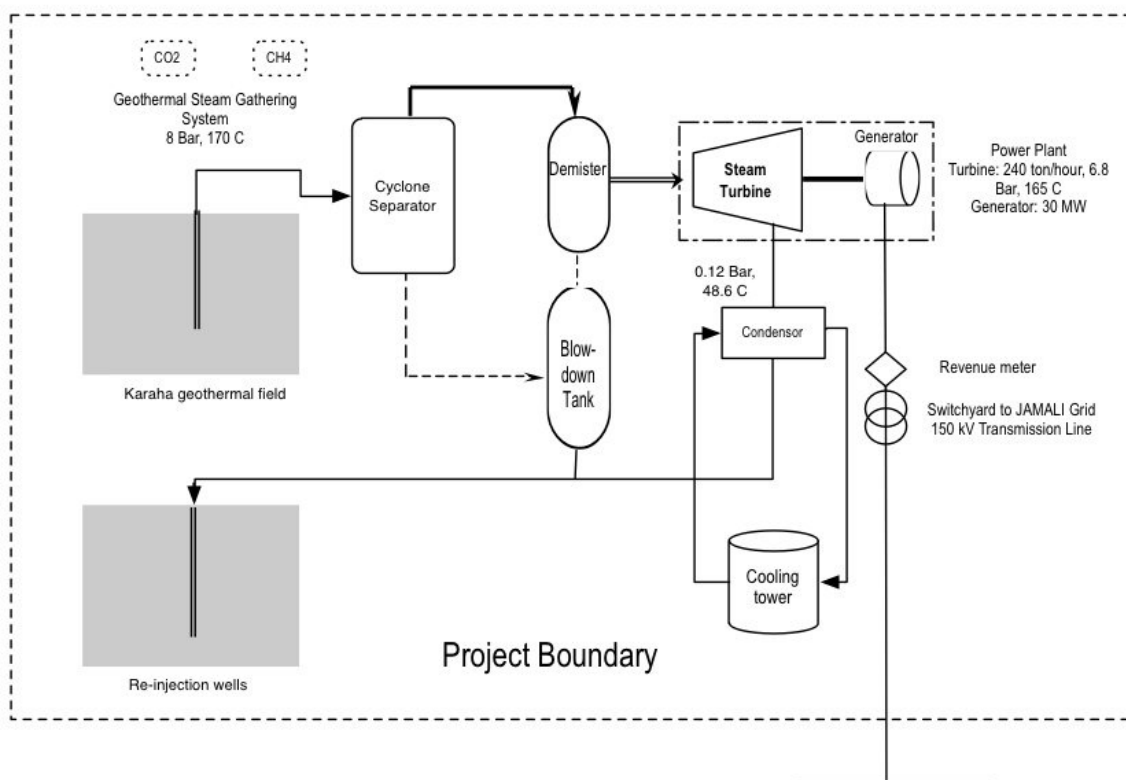 CO2
CH4
Geothermal Steam Gathering
System
8 Bar, 170 C
Cyclone
Separator
Demister
Steam
Turbine
Generator
Power Plant
Turbine: 240 ton/hour, 6.8
Bar, 165 C
Generator: 30 MW
0.12 Bar,
48.6 C
Condensor
Blow-
down
Tank
Karaha geothermal field
Revenue meter
Switchyard to JAMALI Grid
150 kV Transmission Line
Cooling
tower
Project Boundary
Re-injection wells